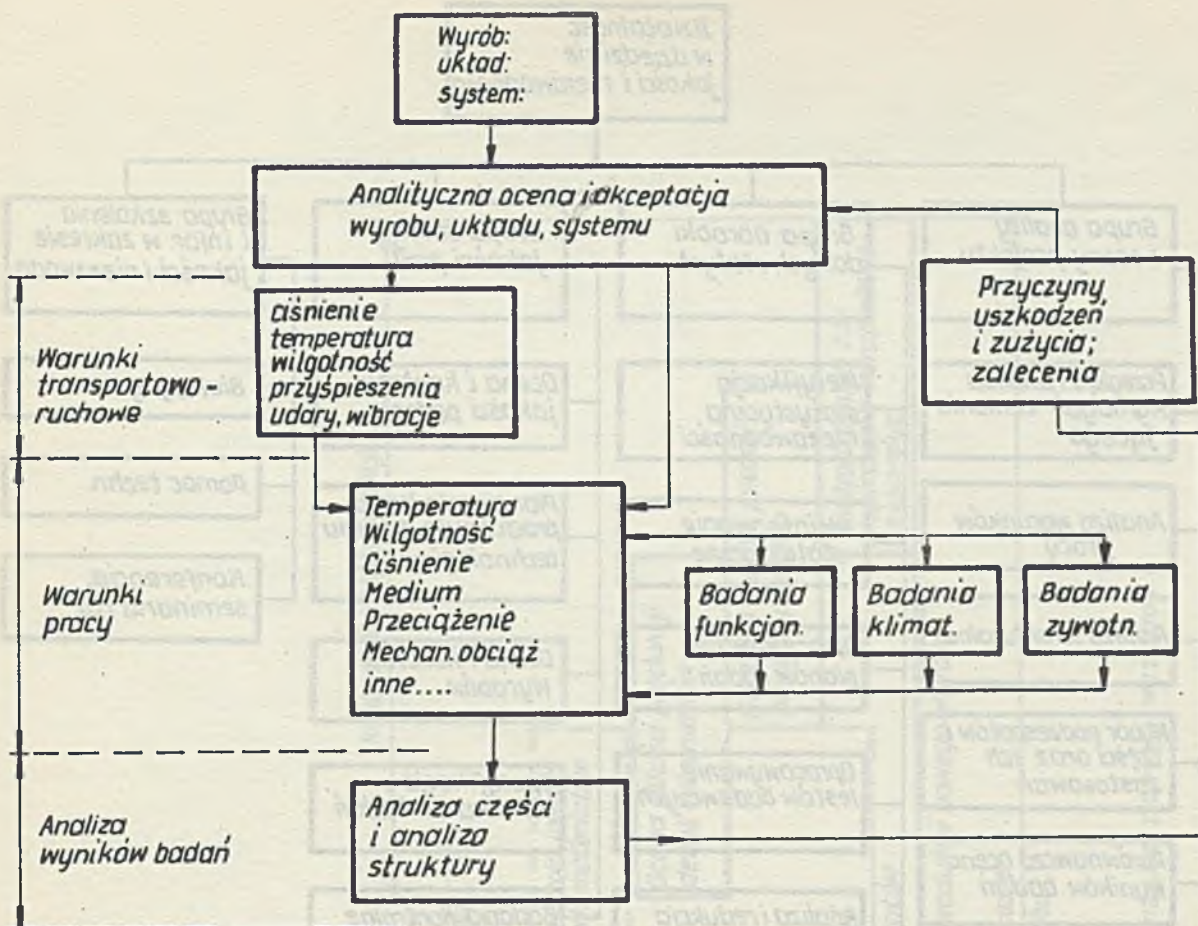 Wyrób:
układ:
system:
Analityczna ocena i akceptacja
wyrobu, układu, systemu
Warunki
transportowo-
ruchowe
ciśnienie
temperatura
wilgotność
przyśpieszenia
udary, wibracje
Przyczyny,
uszkodzeń
i zużycia;
zalecenia
Warunki
pracy
Temperatura
Wilgotność
Ciśnienie
Medium
Przeciążenie
Mechan. obciąż
inne....
Badania
funkcjon.
Badania
klimat.
Badania
zywotn.
Analiza
wyników badań
Analiza części
i analiza
struktury